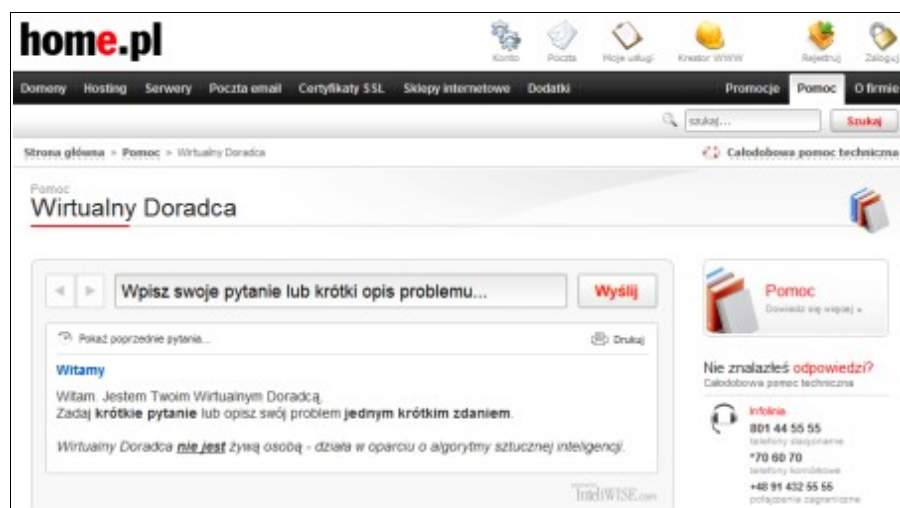 home.pl
Konto Poczta Moje usługi Kreator WWW Rejestruj Zaloguj
Domeny Hosting Serwery Poczta email Certyfikaty SSL Sklepy internetowe Dodatki Promocje Pomoc O firmie
szukaj... Szukaj
Strona główna > Pomoc > Wirtualny Doradca Całodobowa pomoc techniczna
Pomoc
Wirtualny Doradca
Wpisz swoje pytanie lub krótki opis problemu... Wyślij
Pomoc
Dowiedz się więcej »
Pokaż poprzednie pytania... Drukuj
Witamy
Witam. Jestem Twoim Wirtualnym Doradcą.
Zadaj krótkie pytanie lub opisz swój problem jednym krótkim zdaniem.
Wirtualny Doradca nie jest żywą osobą - działa w oparciu o algorytmy sztucznej inteligencji.
InteliWISE.com
Nie znalazłeś odpowiedzi?
Całodobowa pomoc techniczna
Infolinia
801 44 55 55
telefony stacjonarne
*70 60 70
telefony komórkowe
+48 91 432 55 55
połączenie zagraniczne